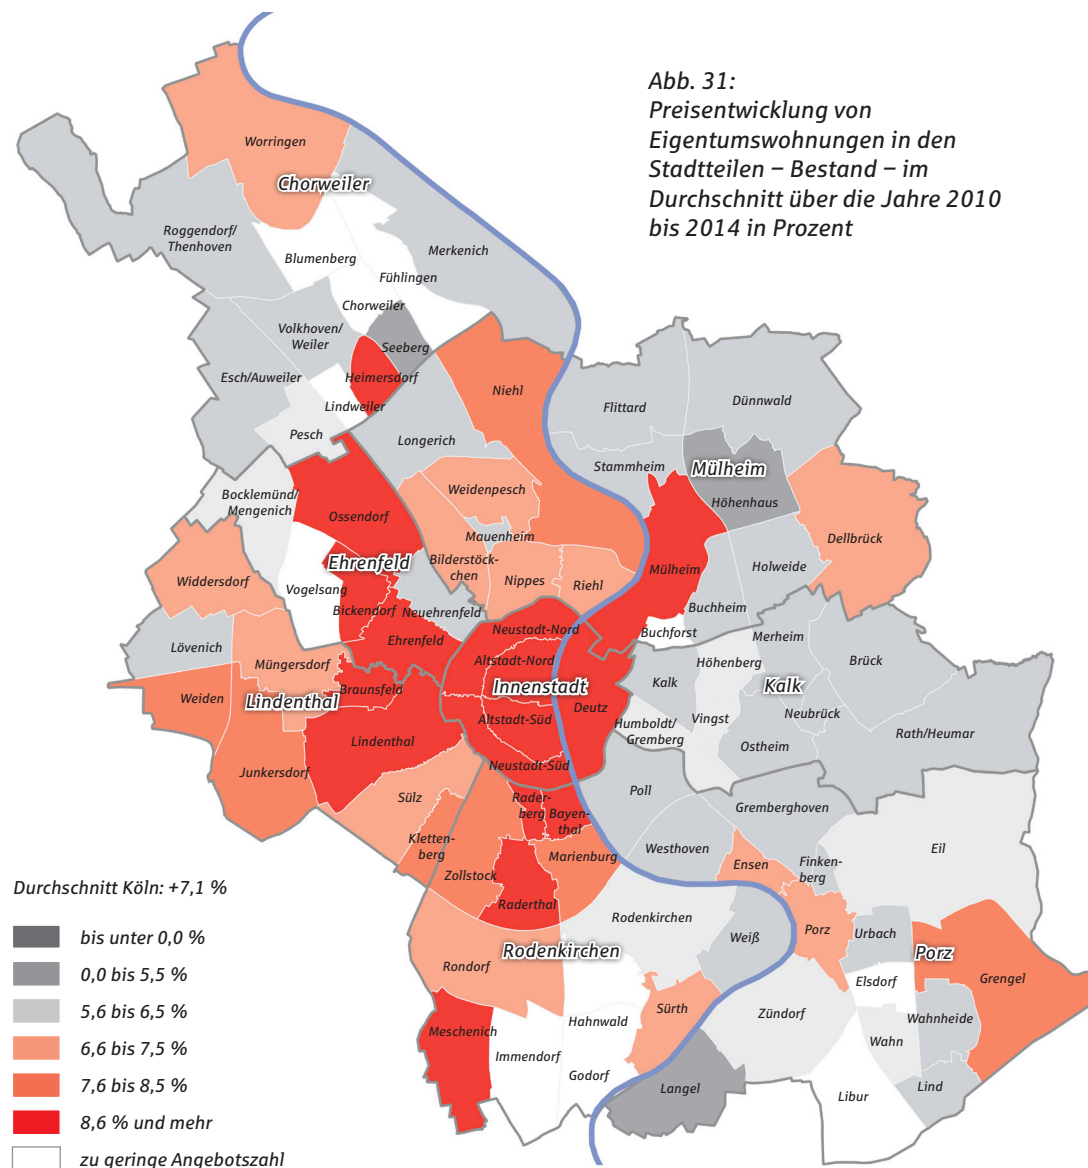 Abb. 31:
Preisentwicklung von
Eigentumswohnungen in den
Stadtteilen – Bestand – im
Durchschnitt über die Jahre 2010
bis 2014 in Prozent
Worringen
Chorweiler
Roggendorf/
Thenhoven
Blumenberg
Merkenich
Fühlingen
Chorweiler
Volkhoven/
Weiler
Seeberg
Esch/Auweiler
Heimersdorf
Lindweiler
Pesch
Niehl
Longerich
Flittard
Dünnwald
Stammheim
Mülheim
Höhenhaus
Weidenpesch
Bocklemünd/
Mengenich
Ossendorf
Mauenheim
Dellbrück
Ehrenfeld
Bilderstöck-
chen
Nippes
Riehl
Mülheim
Holweide
Widdersdorf
Vogelsang
Bickendorf
Neuehrenfeld
Buchheim
Neustadt-Nord
Buchforst
Merheim
Lövenich
Ehrenfeld
Altstadt-Nord
Müngersdorf
Höhenberg
Brück
Braunsfeld
Innenstadt
Kalk
Kalk
Weiden
Lindenthal
Deutz
Altstadt-Süd
Humboldt/
Gremberg
Vingst
Neubrück
Lindenthal
Ostheim
Rath/Heumar
Junkersdorf
Neustadt-Süd
Sülz
Rader-
berg
Bayen-
thal
Poll
Gremberghoven
Kletten-
berg
Marienburg
Westhoven
Ensen
Finken-
berg
Eil
Zollstock
Raderthal
Rodenkirchen
Weiß
Porz
Urbach
Rondorf
Rodenkirchen
Porz
Elsdorf
Grengel
Sürth
Zündorf
Wahnheide
Meschenich
Hahnwald
Wahn
Immendorf
Godorf
Langel
Libur
Lind
Durchschnitt Köln: +7,1 %
bis unter 0,0 %
0,0 bis 5,5 %
5,6 bis 6,5 %
6,6 bis 7,5 %
7,6 bis 8,5 %
8,6 % und mehr
zu geringe Angebotszahl